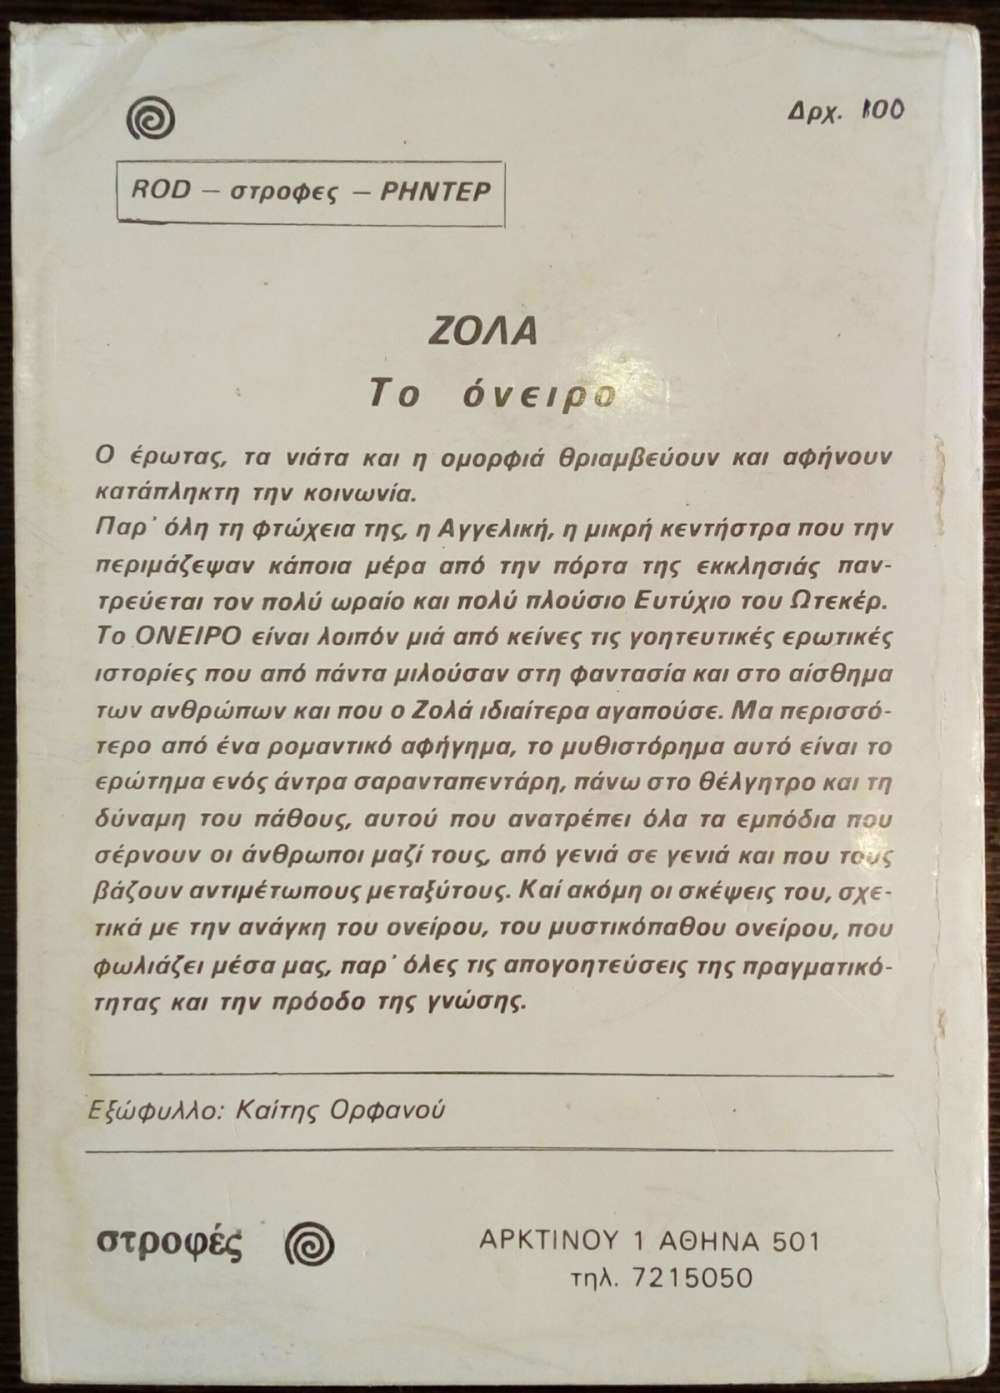 Δρχ. 100
ROD – στροφες – ΡΗΝΤΕΡ
ΖΟΛΑ
Το όνειρο
Ο έρωτας, τα νιάτα και η ομορφιά θριαμβεύουν και αφήνουν
κατάπληκτη την κοινωνία.
Παρ' όλη τη φτώχεια της, η Αγγελική, η μικρή κεντήστρα που την
περιμάζεψαν κάποια μέρα από την πόρτα της εκκλησιάς παν-
τρεύεται τον πολύ ωραίο και πολύ πλούσιο Ευτύχιο του Ωτεκέρ.
Το ΟΝΕΙΡΟ είναι λοιπόν μιά από κείνες τις γοητευτικές ερωτικές
ιστορίες που από πάντα μιλούσαν στη φαντασία και στο αίσθημα
των ανθρώπων και που ο Ζολά ιδιαίτερα αγαπούσε. Μα περισσό-
τερο από ένα ρομαντικό αφήγημα, το μυθιστόρημα αυτό είναι το
ερώτημα ενός άντρα σαρανταπεντάρη, πάνω στο θέλγητρο και τη
δύναμη του πάθους, αυτού που ανατρέπει όλα τα εμπόδια που
σέρνουν οι άνθρωποι μαζί τους, από γενιά σε γενιά και που τους
βάζουν αντιμέτωπους μεταξύτους. Καί ακόμη οι σκέψεις του, σχε-
τικά με την ανάγκη του ονείρου, του μυστικόπαθου ονείρου, που
φωλιάζει μέσα μας, παρ' όλες τις απογοητεύσεις της πραγματικό-
τητας και την πρόοδο της γνώσης.
Εξώφυλλο: Καίτης Ορφανού
στροφές
ΑΡΚΤΙΝΟΥ 1 ΑΘΗΝΑ 501
τηλ. 7215050